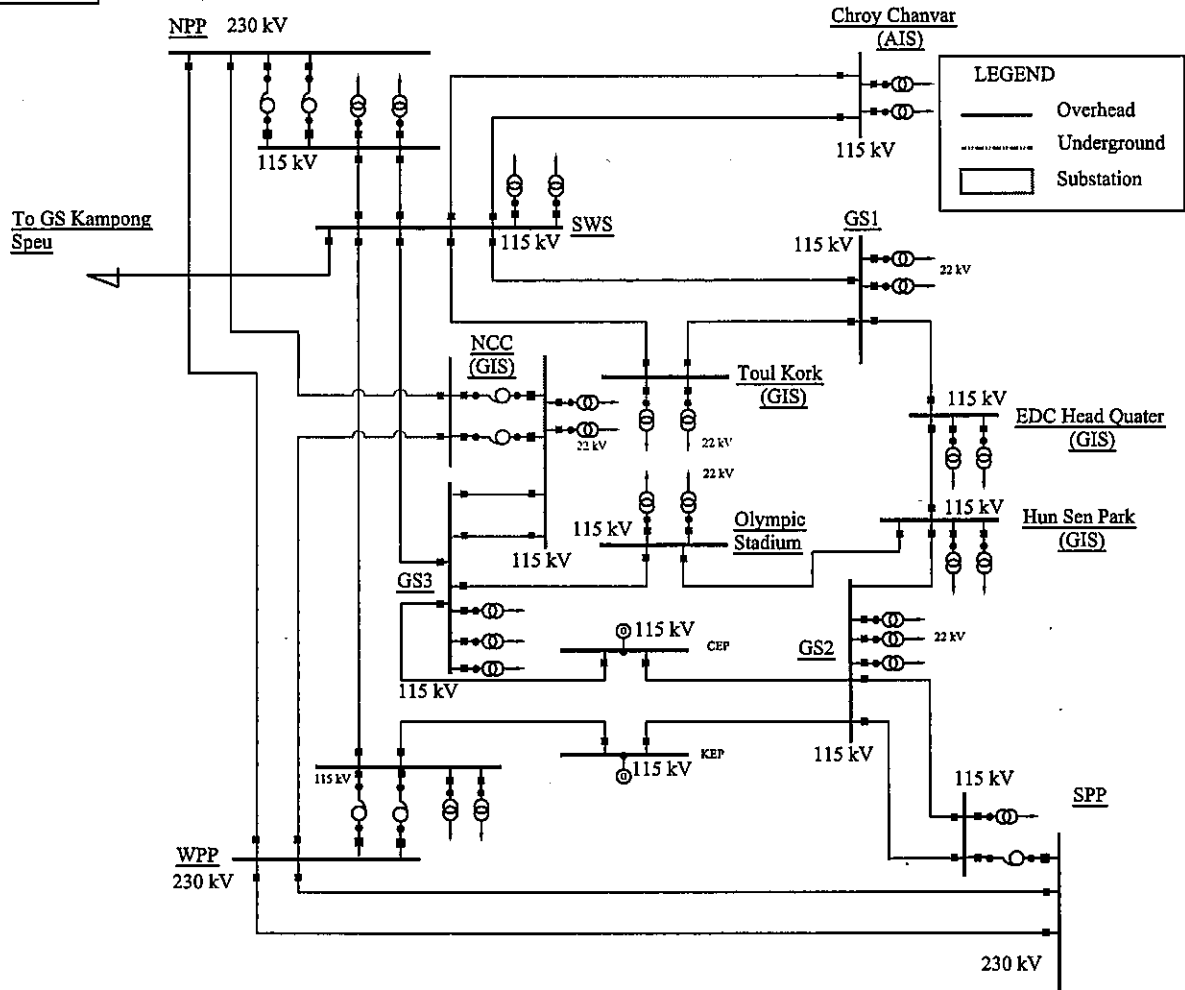 NPP 230 kV
Chroy Chanvar
(AIS)
LEGEND
Overhead
Underground
Substation
115 kV
115 kV
To GS Kampong
Speu
115 kV
SWS
GS1
115 kV
22 kV
NCC
(GIS)
Toul Kork
(GIS)
22 kV
22 kV
22 kV
115 kV
EDC Head Quater
(GIS)
115 kV
Hun Sen Park
(GIS)
115 kV
Olympic
Stadium
115 kV
GS3
115 kV
115 kV
CEP
GS2
22 kV
115 kV
KEP
115 kV
115 kV
115 kV
SPP
WPP
230 kV
230 kV